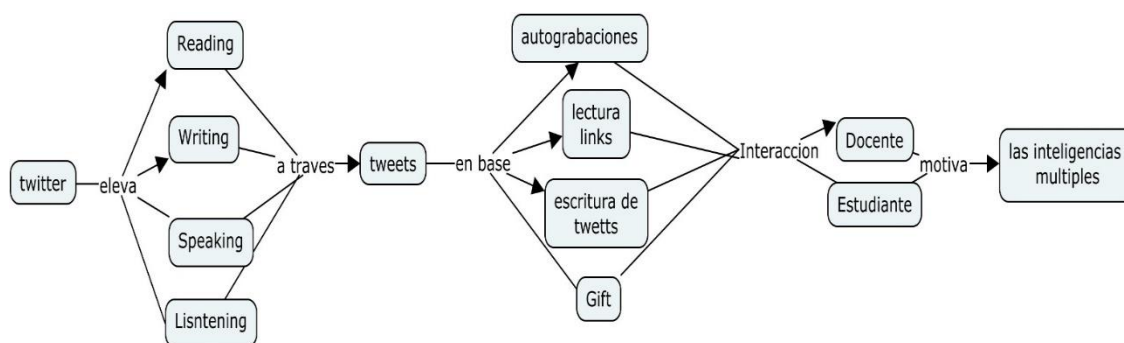 twitter
eleva
Reading
Writing
Speaking
Lisntening
a traves
tweets
en base
autograbaciones
lectura
links
escritura de
twetts
Gift
Interaccion
Docente
Estudiante
motiva
las inteligencias
multiples